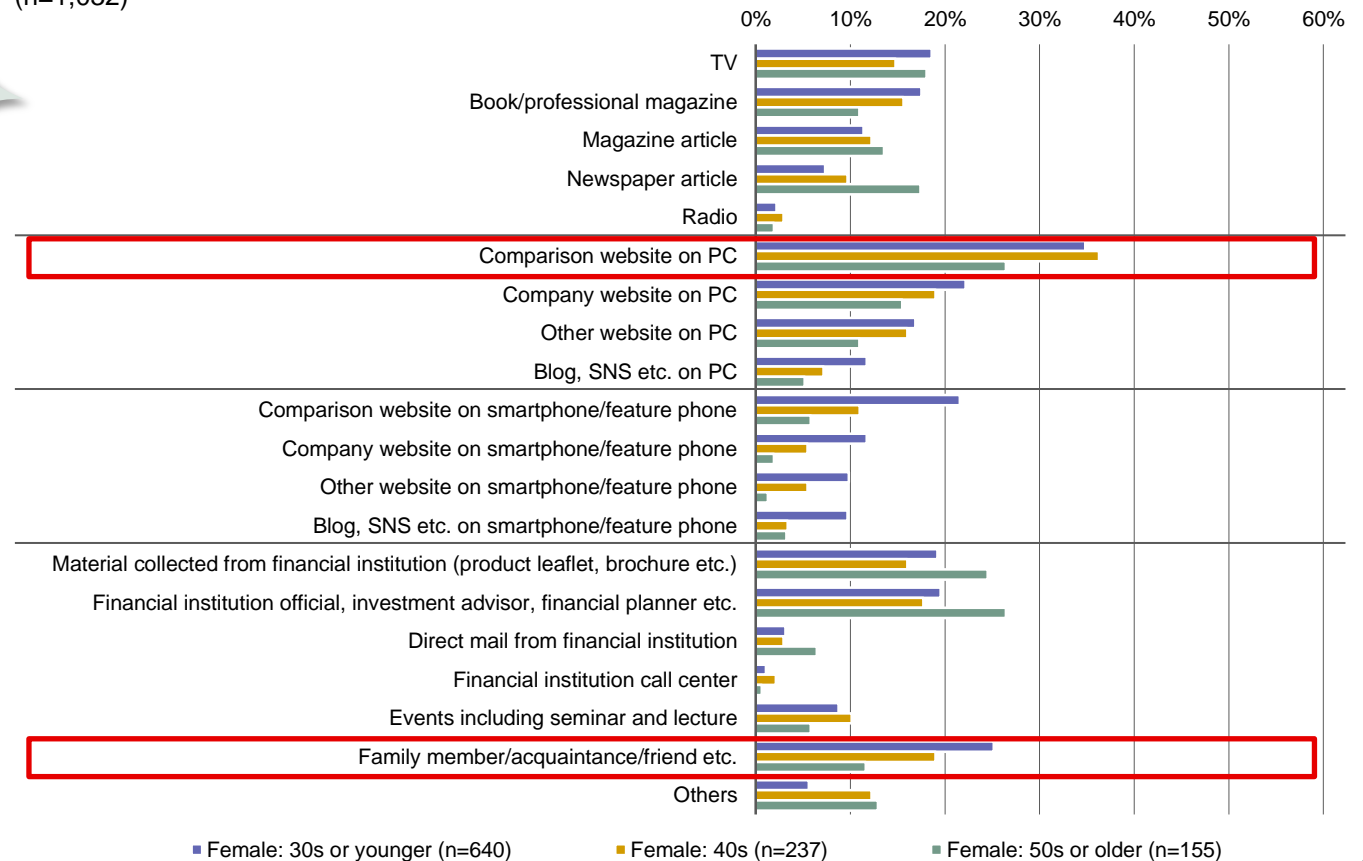 (n=1,032)
0% 10% 20% 30% 40% 50% 60%
TV
Book/professional magazine
Magazine article
Newspaper article
Radio
Comparison website on PC
Company website on PC
Other website on PC
Blog, SNS etc. on PC
Comparison website on smartphone/feature phone
Company website on smartphone/feature phone
Other website on smartphone/feature phone
Blog, SNS etc. on smartphone/feature phone
Material collected from financial institution (product leaflet, brochure etc.)
Financial institution official, investment advisor, financial planner etc.
Direct mail from financial institution
Financial institution call center
Events including seminar and lecture
Family member/acquaintance/friend etc.
Others
Female: 30s or younger (n=640) Female: 40s (n=237) Female: 50s or older (n=155)